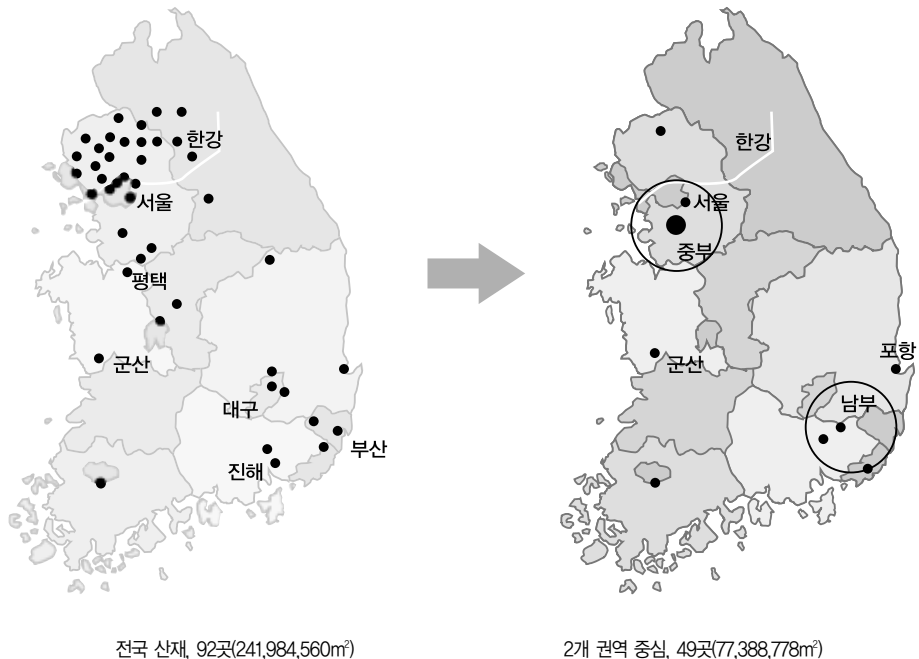 한강
서울
평택
군산
대구
진해
부산
한강
서울
중부
군산
포항
남부
전국 산재, 92곳(241,984,560㎡)
2개 권역 중심, 49곳(77,388,778㎡)